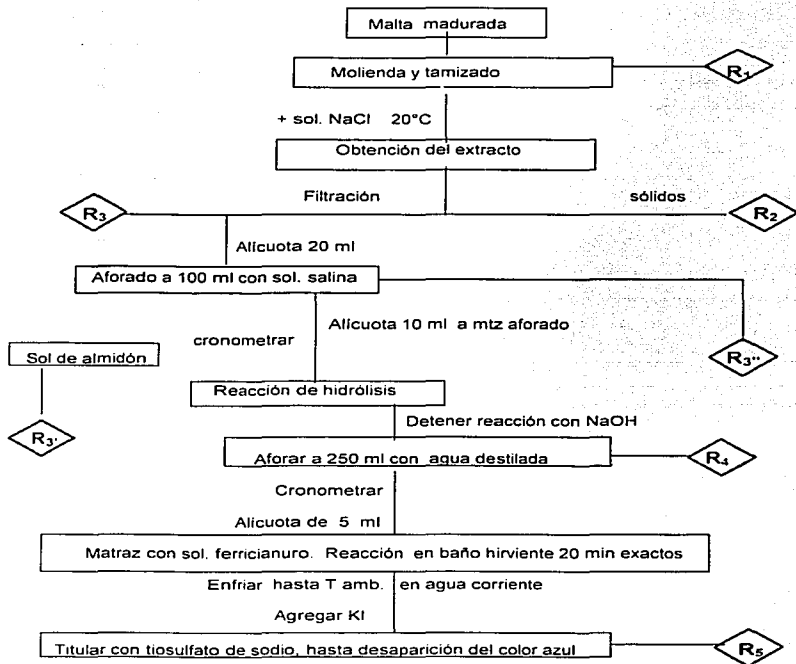 Malta madurada
Molienda y tamizado
R₁
+ sol. NaCl 20°C
Obtención del extracto
Filtración
sólidos
R₃
R₂
Alícuota 20 ml
Aforado a 100 ml con sol. salina
Alícuota 10 ml a mtz aforado
cronometrar
R₃''
Sol de almidón
Reacción de hidrólisis
R₃'
Detener reacción con NaOH
Aforar a 250 ml con agua destilada
R₄
Cronometrar
Alícuota de 5 ml
Matraz con sol. ferricianuro. Reacción en baño hirviente 20 min exactos
Enfriar hasta T amb. en agua corriente
Agregar KI
Titular con tiosulfato de sodio, hasta desaparición del color azul
R₅